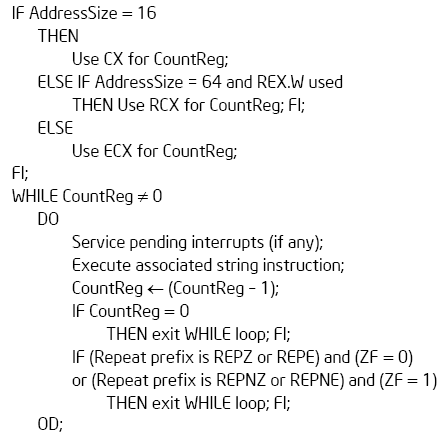 IF AddressSize = 16
THEN
Use CX for CountReg;
ELSE IF AddressSize = 64 and REX.W used
THEN Use RCX for CountReg; FI;
ELSE
Use ECX for CountReg;
FI;
WHILE CountReg ≠ 0
DO
Service pending interrupts (if any);
Execute associated string instruction;
CountReg ← (CountReg – 1);
IF CountReg = 0
THEN exit WHILE loop; FI;
IF (Repeat prefix is REPZ or REPE) and (ZF = 0)
or (Repeat prefix is REPNZ or REPNE) and (ZF = 1)
THEN exit WHILE loop; FI;
OD;